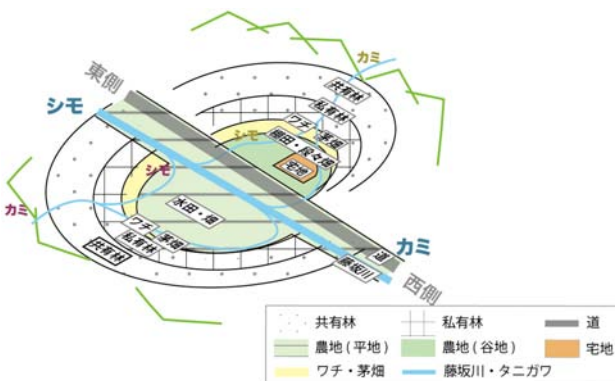 カミ
共有林
私有林
東側
シモ
ワチ・茅畑
シモ
棚田・段々畑
宅地
シモ
水田・畑
カミ
ワチ・茅畑
私有林
共有林
カミ
道
藤坂川
西側
共有林
私有林
道
農地(平地)
農地(谷地)
宅地
ワチ・茅畑
藤坂川・タニガワ